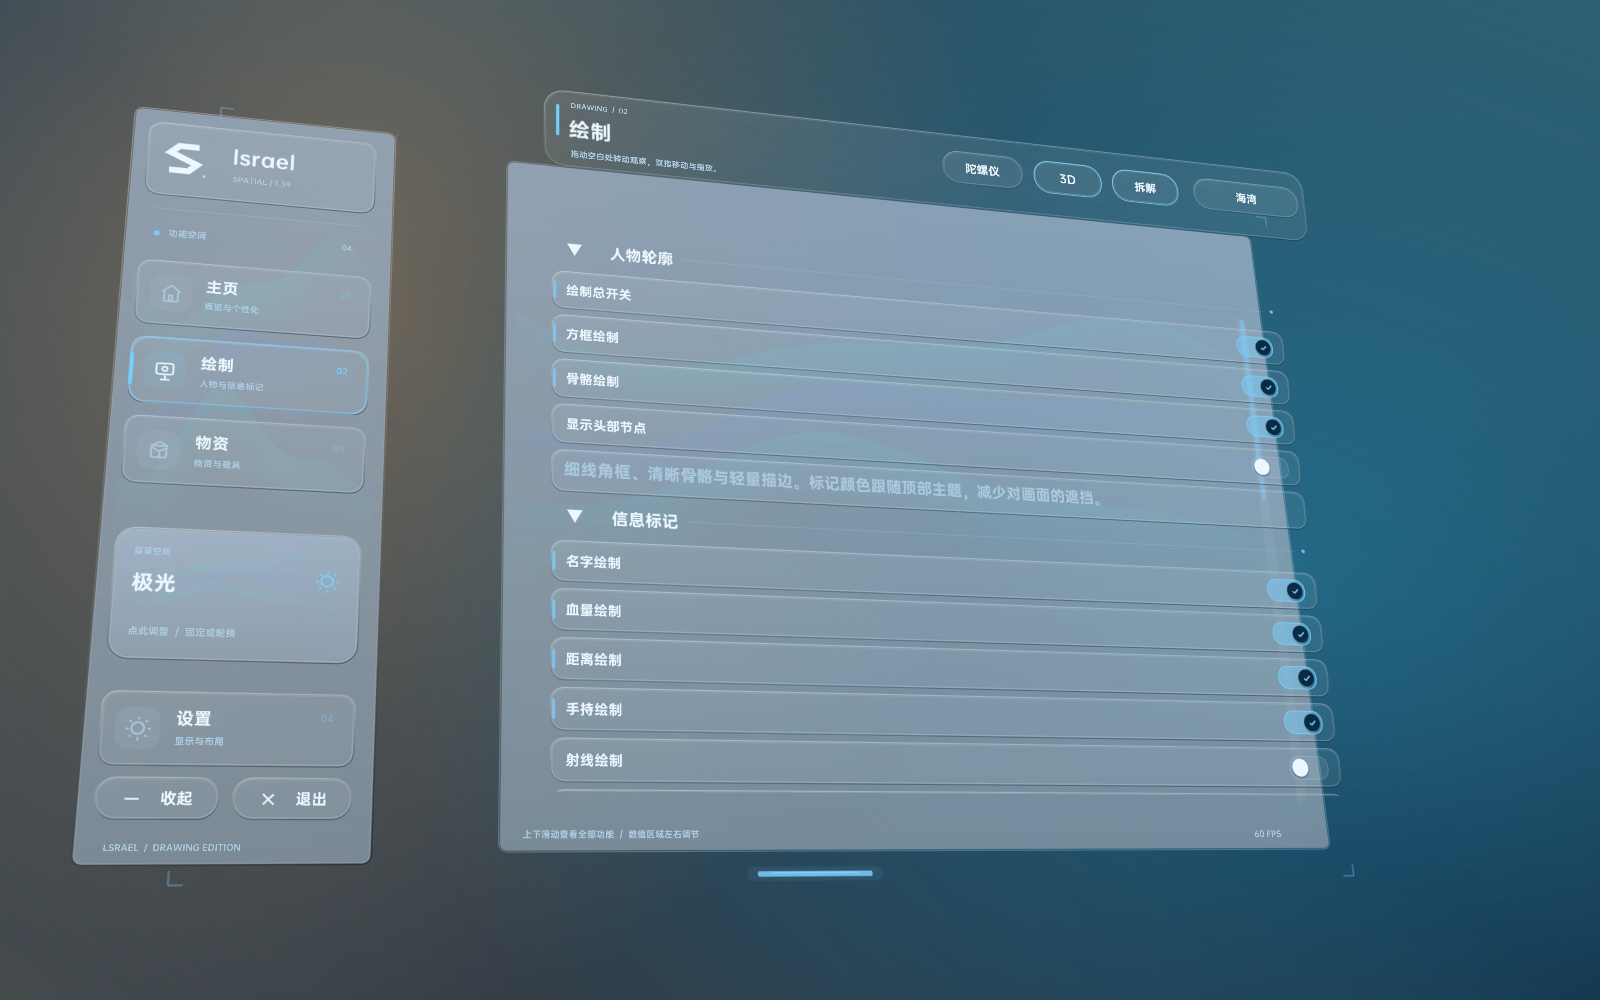 Israel
SPATIAL / 1.59
功能空间
04
主页
概览与个性化
01
绘制
人物与信息标记
02
物资
物资与载具
03
背景空间
极光
点此调整 / 固定或轮换
设置
显示与布局
04
收起
退出
LSRAEL / DRAWING EDITION
DRAWING / 02
绘制
拖动空白处转动观察，双指移动与缩放。
陀螺仪
3D
拆解
海湾
人物轮廓
绘制总开关
方框绘制
骨骼绘制
显示头部节点
细线角框、清晰骨骼与轻量描边。标记颜色跟随顶部主题，减少对画面的遮挡。
信息标记
名字绘制
血量绘制
距离绘制
手持绘制
射线绘制
上下滑动查看全部功能 / 数值区域左右调节
60 FPS